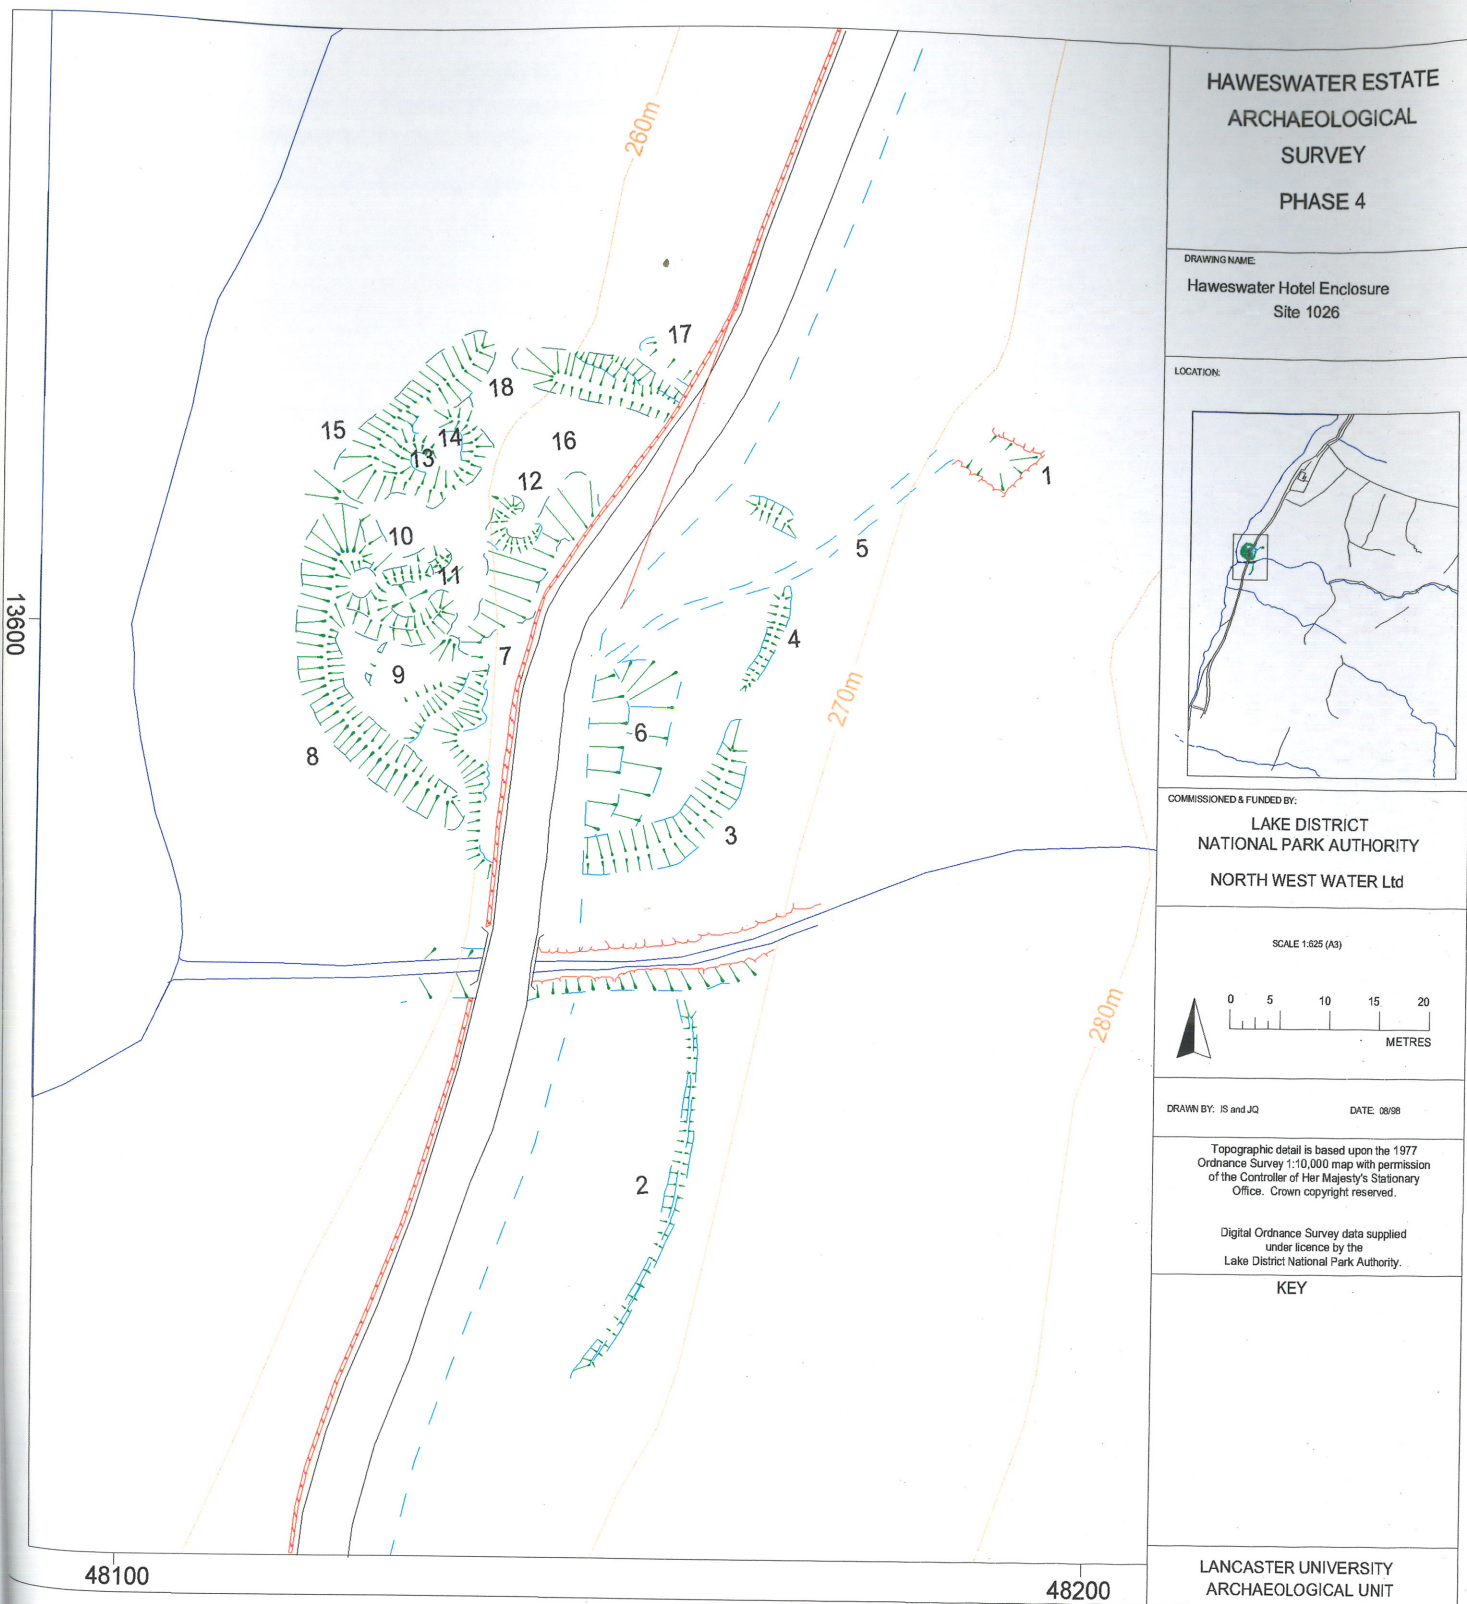 HAWESWATER ESTATE
ARCHAEOLOGICAL
SURVEY
PHASE 4
DRAWING NAME:
Haweswater Hotel Enclosure
Site 1026
LOCATION:
COMMISSIONED & FUNDED BY:
LAKE DISTRICT
NATIONAL PARK AUTHORITY
NORTH WEST WATER Ltd
SCALE 1:625 (A3)
0 5 10 15 20
METRES
DRAWN BY: IS and JQ DATE: 08/98
Topographic detail is based upon the 1977
Ordnance Survey 1:10,000 map with permission
of the Controller of Her Majesty's Stationary
Office. Crown copyright reserved.
Digital Ordnance Survey data supplied
under licence by the
Lake District National Park Authority.
KEY
LANCASTER UNIVERSITY
ARCHAEOLOGICAL UNIT
260m
17
18
15
14
16
13
12
1
10
5
11
13600
4
7
9
270m
6
8
3
280m
2
48100
48200